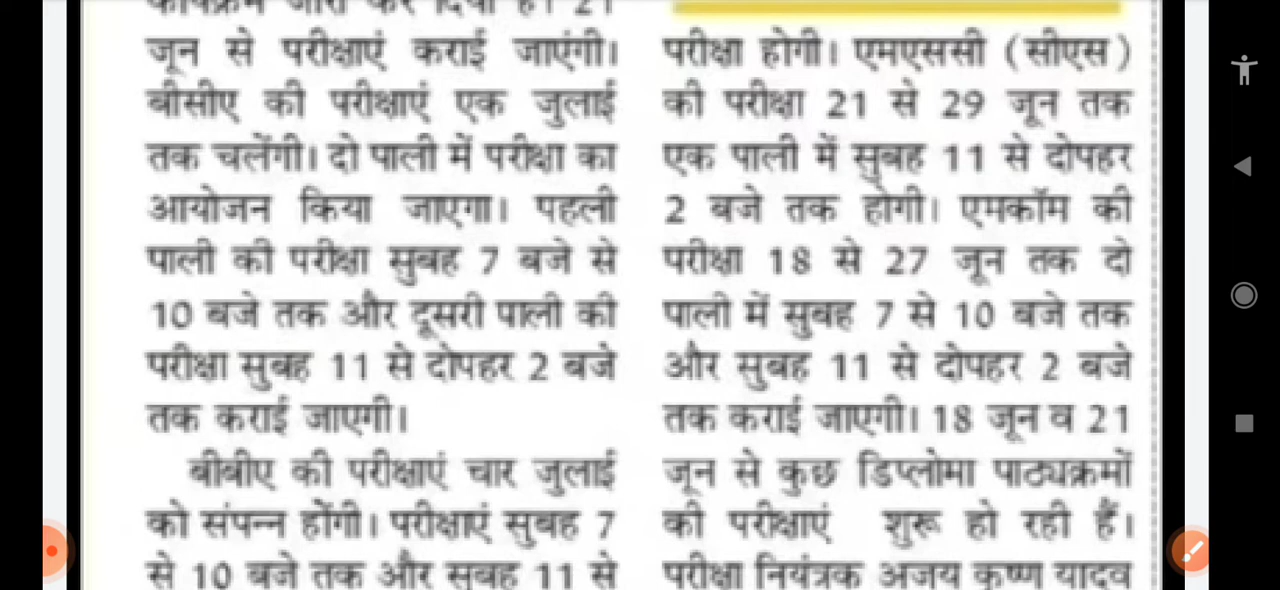 कार्यक्रम जारी कर दिया है। 21
जून से परीक्षाएं कराई जाएंगी।
बीसीए की परीक्षाएं एक जुलाई
तक चलेंगी। दो पाली में परीक्षा का
आयोजन किया जाएगा। पहली
पाली की परीक्षा सुबह 7 बजे से
10 बजे तक और दूसरी पाली की
परीक्षा सुबह 11 से दोपहर 2 बजे
तक कराई जाएगी।
बीबीए की परीक्षाएं चार जुलाई
को संपन्न होंगी। परीक्षाएं सुबह 7
से 10 बजे तक और सुबह 11 से
परीक्षा होगी। एमएससी (सीएस)
की परीक्षा 21 से 29 जून तक
एक पाली में सुबह 11 से दोपहर
2 बजे तक होगी। एमकॉम की
परीक्षा 18 से 27 जून तक दो
पाली में सुबह 7 से 10 बजे तक
और सुबह 11 से दोपहर 2 बजे
तक कराई जाएगी। 18 जून व 21
जून से कुछ डिप्लोमा पाठ्यक्रमों
की परीक्षाएं शुरू हो रही हैं।
परीक्षा नियंत्रक अजय कृष्ण यादव